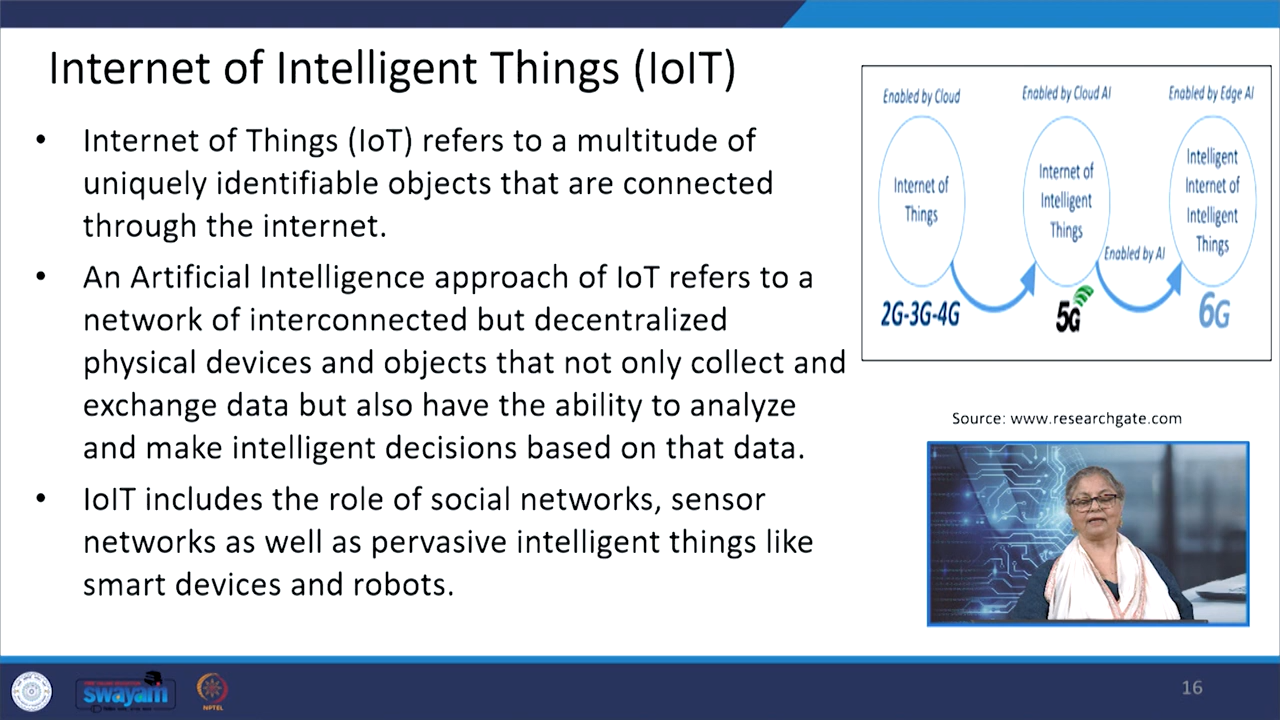 Internet of Intelligent Things (IoIT)
• Internet of Things (IoT) refers to a multitude of
uniquely identifiable objects that are connected
through the internet.
• An Artificial Intelligence approach of IoT refers to a
network of interconnected but decentralized
physical devices and objects that not only collect and
exchange data but also have the ability to analyze
and make intelligent decisions based on that data.
• IoIT includes the role of social networks, sensor
networks as well as pervasive intelligent things like
smart devices and robots.
Enabled by Cloud
Internet of
Things
2G-3G-4G
Enabled by Cloud AI
Internet of
Intelligent
Things
5G
Enabled by AI
Enabled by Edge AI
Intelligent
Internet of
Intelligent
Things
6G
Source: www.researchgate.com
swayam
NPTEL
16